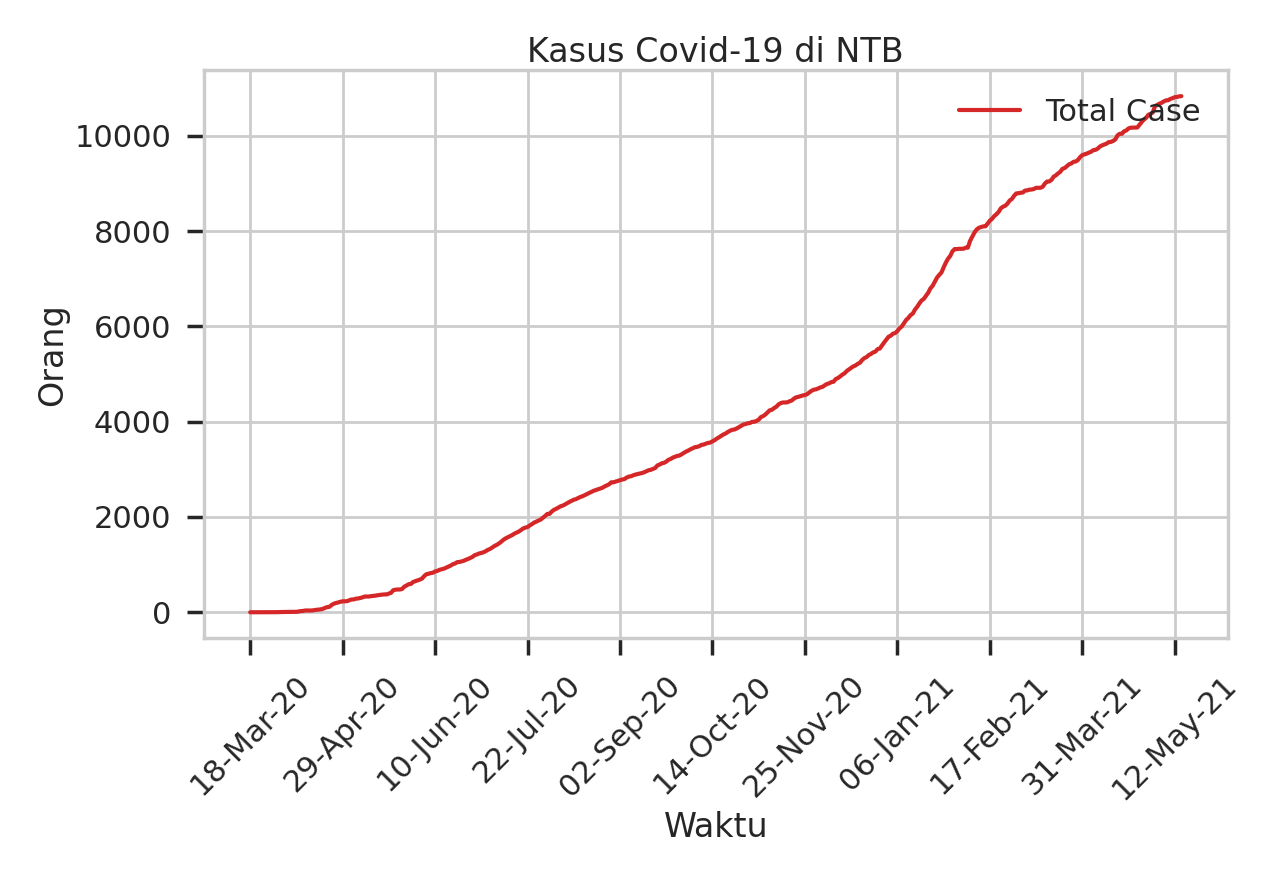 Kasus Covid-19 di NTB
Total Case
10000
8000
6000
4000
2000
0
Orang
18-Mar-20
29-Apr-20
10-Jun-20
22-Jul-20
02-Sep-20
14-Oct-20
25-Nov-20
06-Jan-21
17-Feb-21
31-Mar-21
12-May-21
Waktu